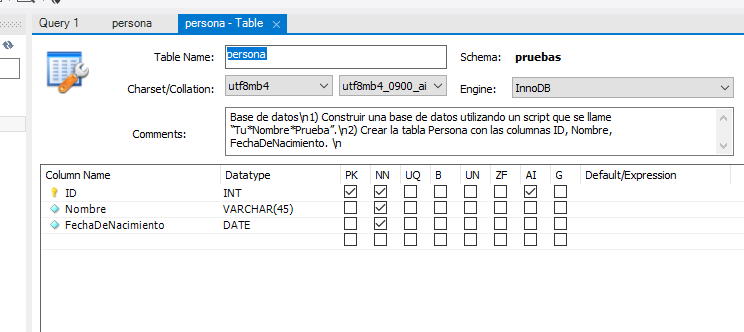 Query 1 persona persona - Table
Table Name: persona Schema: pruebas
Charset/Collation: utf8mb4 utf8mb4_0900_ai Engine: InnoDB
Base de datos\n1) Construir una base de datos utilizando un script que se llame
“Tu*Nombre*Prueba”.\n2) Crear la tabla Persona con las columnas ID, Nombre,
Comments: FechaDeNacimiento. \n
Column Name Datatype PK NN UQ B UN ZF AI G Default/Expression
ID INT
Nombre VARCHAR(45)
FechaDeNacimiento DATE